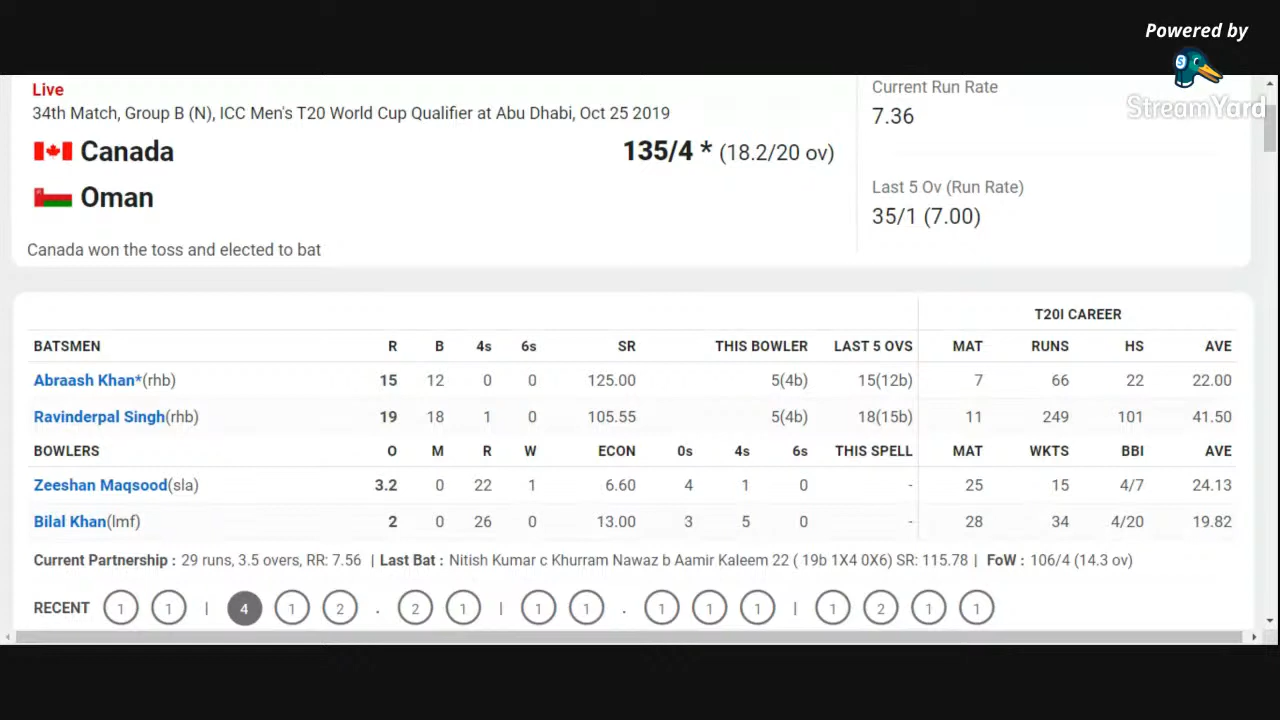 Powered by
StreamYard
Live
34th Match, Group B (N), ICC Men's T20 World Cup Qualifier at Abu Dhabi, Oct 25 2019
Canada 135/4 * (18.2/20 ov)
Oman
Canada won the toss and elected to bat
Current Run Rate
7.36
Last 5 Ov (Run Rate)
35/1 (7.00)
T20I CAREER
BATSMEN R B 4s 6s SR THIS BOWLER LAST 5 OVS MAT RUNS HS AVE
Abraash Khan*(rhb) 15 12 0 0 125.00 5(4b) 15(12b) 7 66 22 22.00
Ravinderpal Singh(rhb) 19 18 1 0 105.55 5(4b) 18(15b) 11 249 101 41.50
BOWLERS O M R W ECON 0s 4s 6s THIS SPELL MAT WKTS BBI AVE
Zeeshan Maqsood(sla) 3.2 0 22 1 6.60 4 1 0 - 25 15 4/7 24.13
Bilal Khan(lmf) 2 0 26 0 13.00 3 5 0 - 28 34 4/20 19.82
Current Partnership : 29 runs, 3.5 overs, RR: 7.56 | Last Bat : Nitish Kumar c Khurram Nawaz b Aamir Kaleem 22 ( 19b 1X4 0X6) SR: 115.78 | FoW : 106/4 (14.3 ov)
RECENT 1 1 | 4 1 2 . 2 1 | 1 1 . 1 1 1 | 1 2 1 1